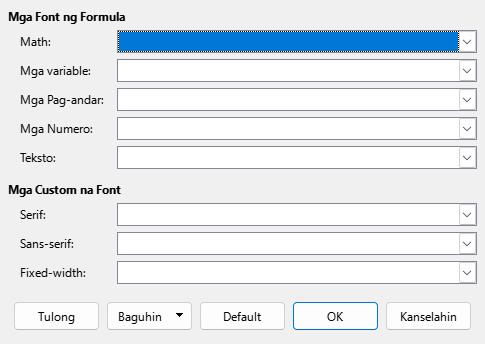 Mga Font ng Formula
Math:
Mga variable:
Mga Pag-andar:
Mga Numero:
Teksto:
Mga Custom na Font
Serif:
Sans-serif:
Fixed-width:
Tulong Baguhin Default OK Kanselahin